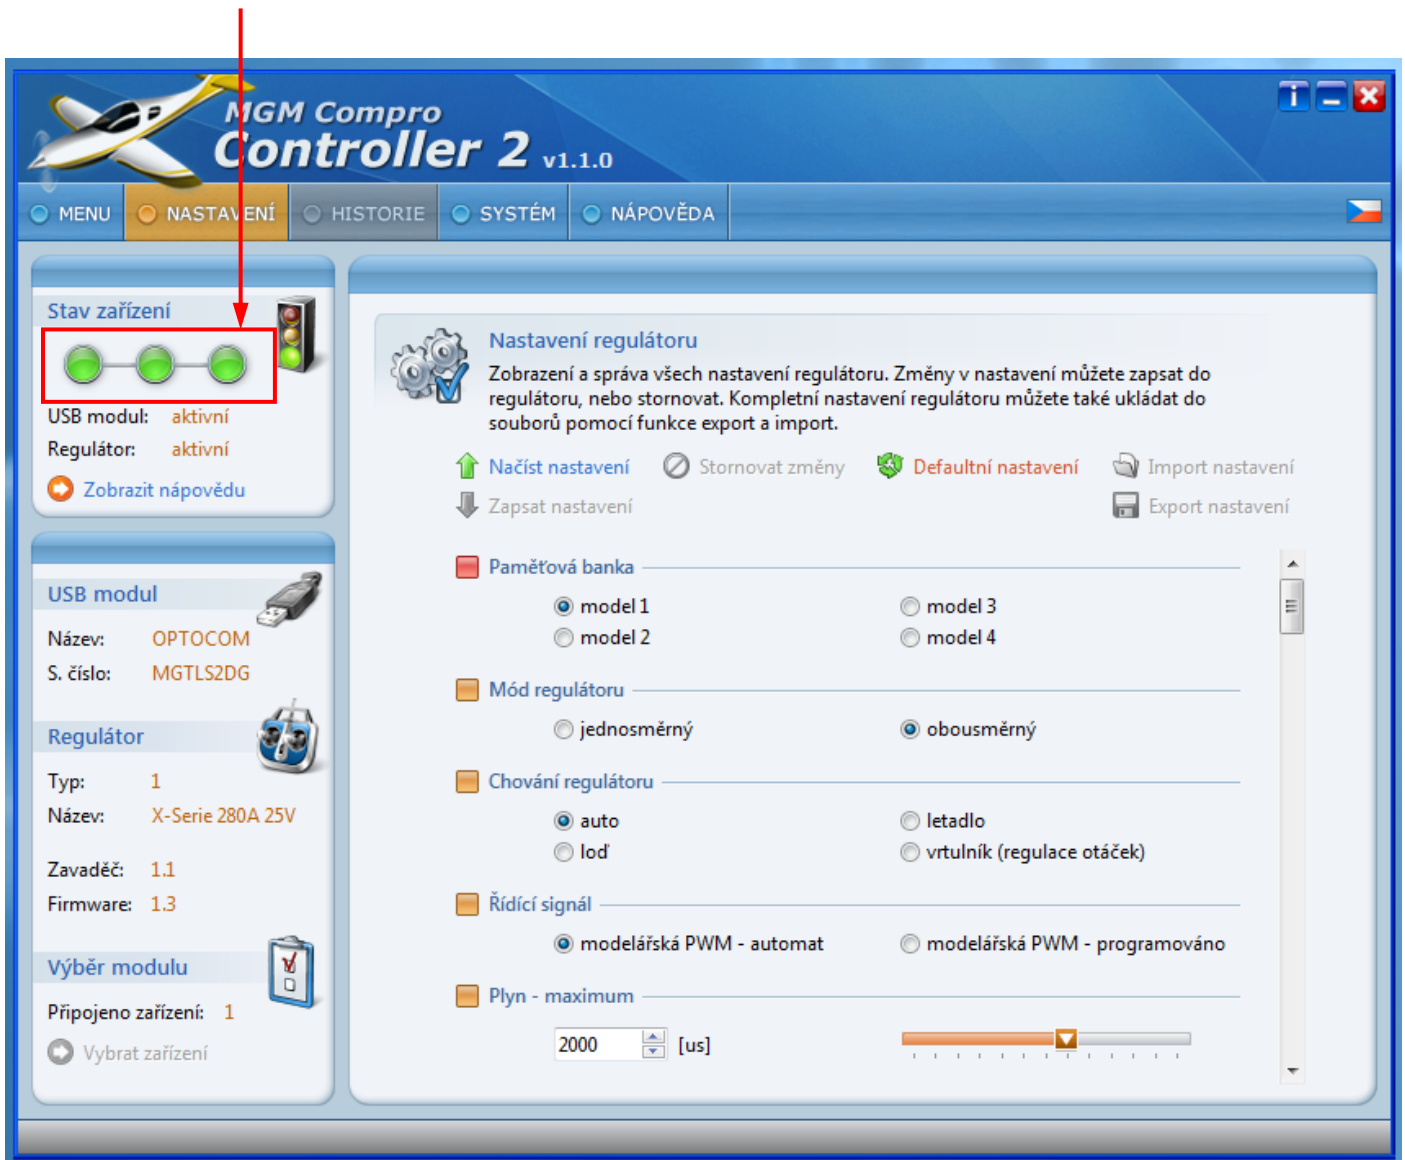 MGM Compro
Controller 2 v1.1.0
MENU NASTAVENÍ HISTORIE SYSTÉM NÁPOVĚDA
Stav zařízení
USB modul: aktivní
Regulátor: aktivní
Zobrazit nápovědu
USB modul
Název: OPTOCOM
S. číslo: MGTLS2DG
Regulátor
Typ: 1
Název: X-Serie 280A 25V
Zavaděč: 1.1
Firmware: 1.3
Výběr modulu
Připojeno zařízení: 1
Vybrat zařízení
Nastavení regulátoru
Zobrazení a správa všech nastavení regulátoru. Změny v nastavení můžete zapsat do
regulátoru, nebo stornovat. Kompletní nastavení regulátoru můžete také ukládat do
souborů pomocí funkce export a import.
Načíst nastavení Stornovat změny Defaultní nastavení Import nastavení
Zapsat nastavení Export nastavení
Paměťová banka
model 1 model 3
model 2 model 4
Mód regulátoru
jednosměrný obousměrný
Chování regulátoru
auto letadlo
loď vrtulník (regulace otáček)
Řídící signál
modelářská PWM - automat modelářská PWM - programováno
Plyn - maximum
2000 [us]